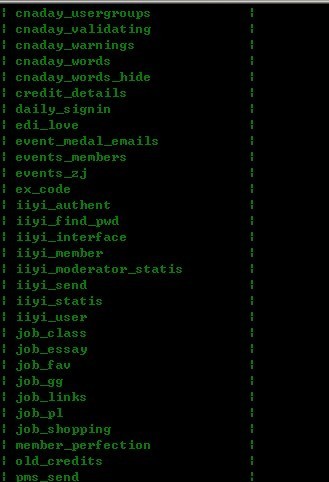 | cnaday_usergroups |
| cnaday_validating |
| cnaday_warnings |
| cnaday_words |
| cnaday_words_hide |
| credit_details |
| daily_signin |
| edi_love |
| event_medal_emails |
| events_members |
| events_zj |
| ex_code |
| iiyi_authent |
| iiyi_find_pwd |
| iiyi_interface |
| iiyi_member |
| iiyi_moderator_statis |
| iiyi_send |
| iiyi_statis |
| iiyi_user |
| job_class |
| job_essay |
| job_fav |
| job_gg |
| job_links |
| job_pl |
| job_shopping |
| member_perfection |
| old_credits |
| pms_send |